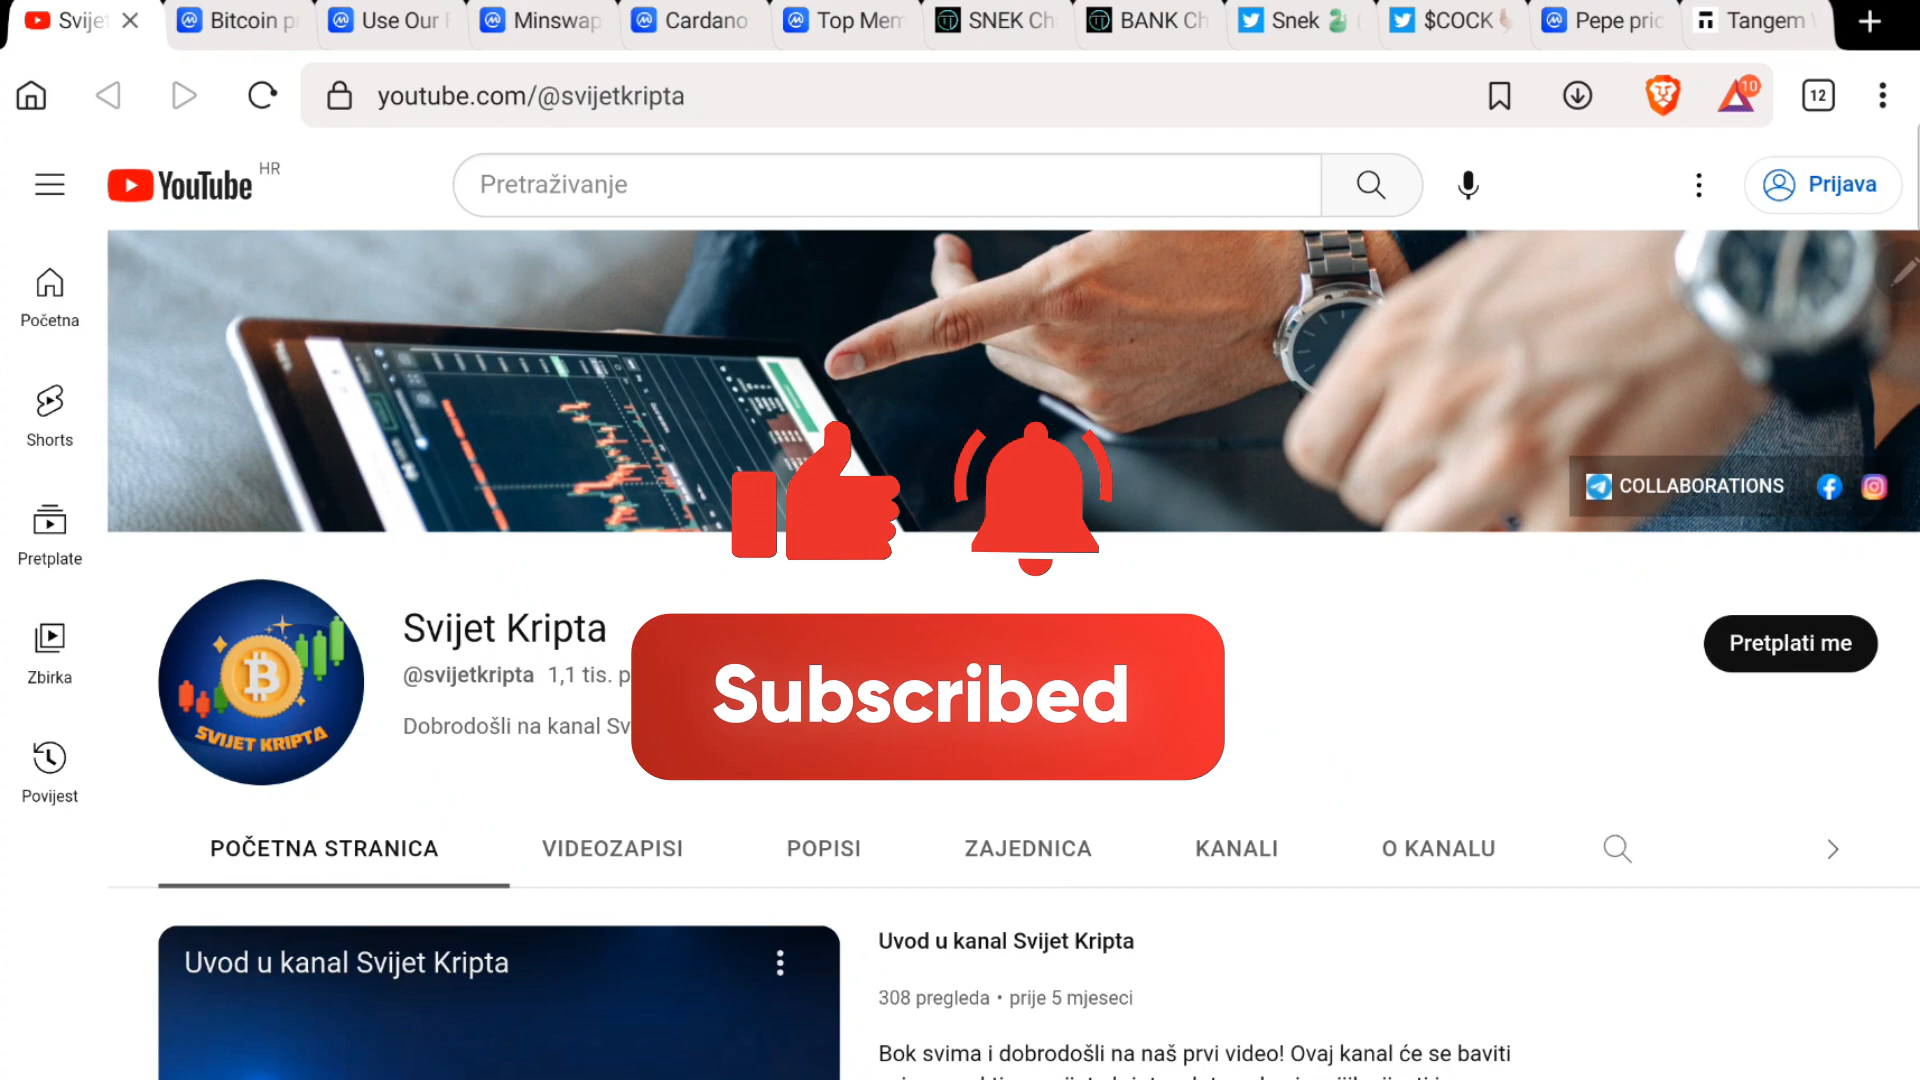 Svije
Bitcoin p
Use Our
Minswap
Cardano
Top Mem
SNEK Ch
BANK Ch
Snek
$COCK
Pepe pric
Tangem
youtube.com/@svijetkripta
10
12
YouTube HR
Pretraživanje
Prijava
Početna
Shorts
Pretplate
Zbirka
Povijest
COLLABORATIONS
SVIJET KRIPTA
Svijet Kripta
@svijetkripta 1,1 tis. p
Dobrodošli na kanal Sv
Subscribed
Pretplati me
POČETNA STRANICA
VIDEOZAPISI
POPISI
ZAJEDNICA
KANALI
O KANALU
Uvod u kanal Svijet Kripta
Uvod u kanal Svijet Kripta
308 pregleda • prije 5 mjeseci
Bok svima i dobrodošli na naš prvi video! Ovaj kanal će se baviti